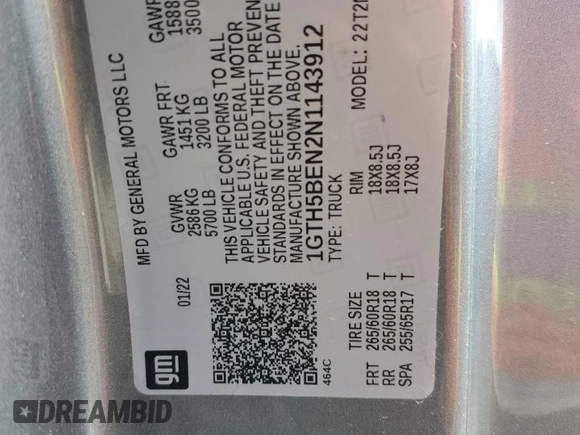 MFD BY GENERAL MOTORS LLC
01/22
GVWR
2586 KG
5700 LB
GAWR FRT
1451 KG
3200 LB
GAWR
1588
3500
THIS VEHICLE CONFORMS TO ALL
APPLICABLE U.S. FEDERAL MOTOR
VEHICLE SAFETY AND THEFT PREVEN
STANDARDS IN EFFECT ON THE DATE
MANUFACTURE SHOWN ABOVE.
1GTH5BEN2N1143912
TYPE: TRUCK
MODEL: 22T2
gm
464C
TIRE SIZE RIM
FRT 265/60R18 T 18X8.5J
RR 265/60R18 T 18X8.5J
SPA 255/65R17 T 17X8J
DREAMBID